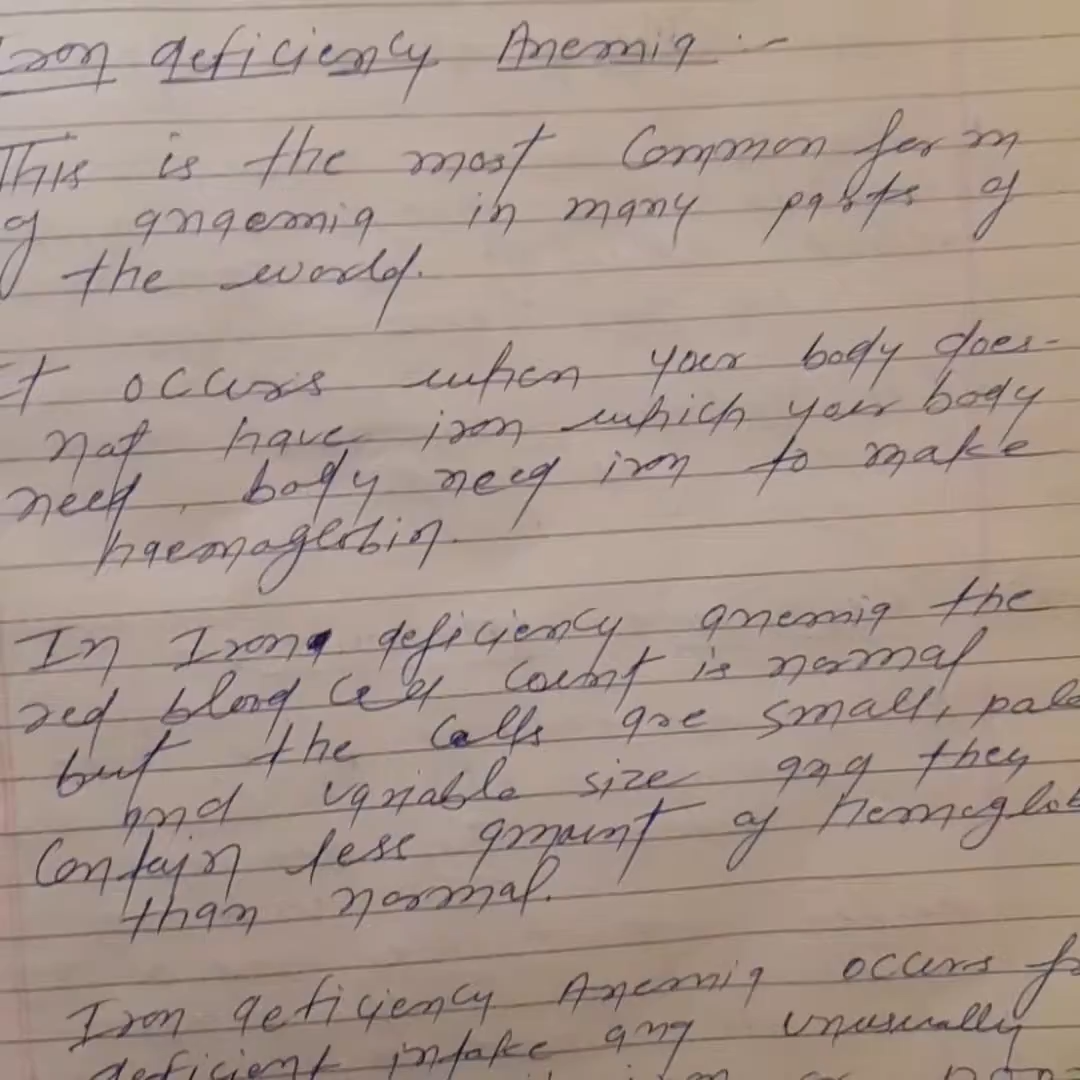 Iron deficiency Anemia :-
This is the most Common form
of anaemia in many parts of
the world.
It occurs when your body does-
not have iron which your body
need, body need iron to make
haemoglobin.
In Iron deficiency anemia the
red blood cell count is normal
but the Cells are small, pale
and variable size and they
Contain less amount of hemoglob
than normal.
Iron deficiency Anemia occurs
deficient intake and unusually